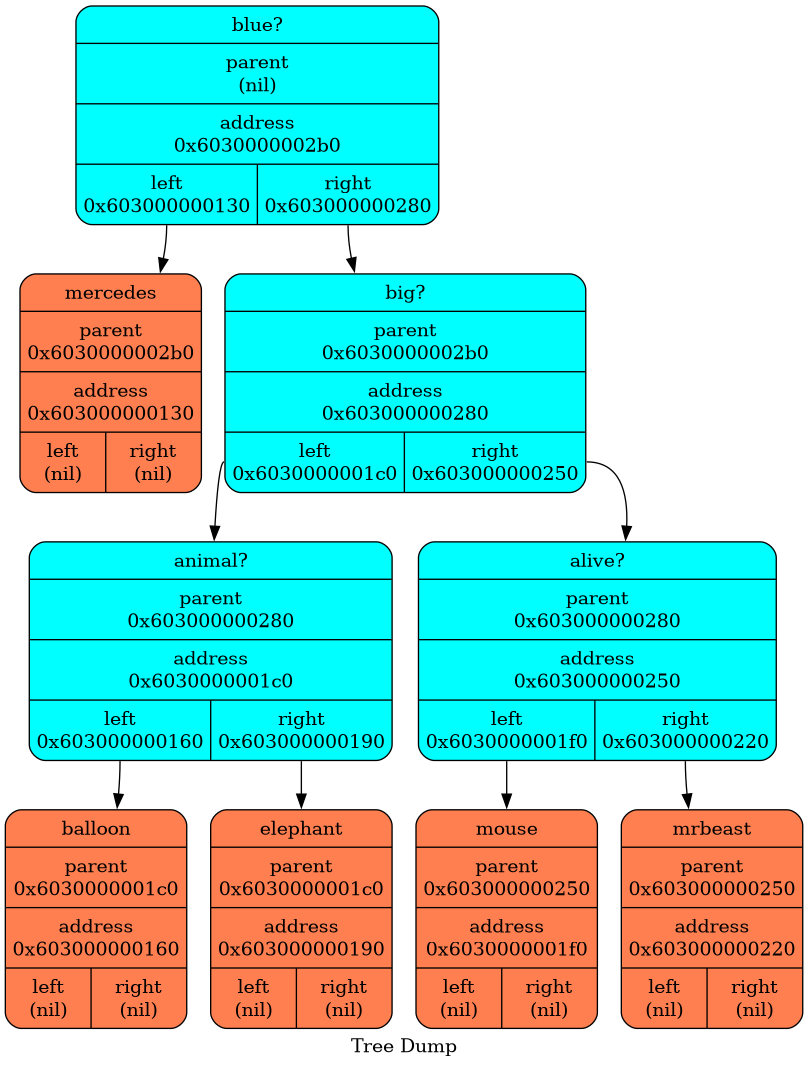 blue?
parent
(nil)
address
0x6030000002b0
left
0x603000000130
right
0x603000000280
mercedes
parent
0x6030000002b0
address
0x603000000130
left
(nil)
right
(nil)
big?
parent
0x6030000002b0
address
0x603000000280
left
0x6030000001c0
right
0x603000000250
animal?
parent
0x603000000280
address
0x6030000001c0
left
0x603000000160
right
0x603000000190
alive?
parent
0x603000000280
address
0x603000000250
left
0x6030000001f0
right
0x603000000220
balloon
parent
0x6030000001c0
address
0x603000000160
left
(nil)
right
(nil)
elephant
parent
0x6030000001c0
address
0x603000000190
left
(nil)
right
(nil)
mouse
parent
0x603000000250
address
0x6030000001f0
left
(nil)
right
(nil)
mrbeast
parent
0x603000000250
address
0x603000000220
left
(nil)
right
(nil)
Tree Dump